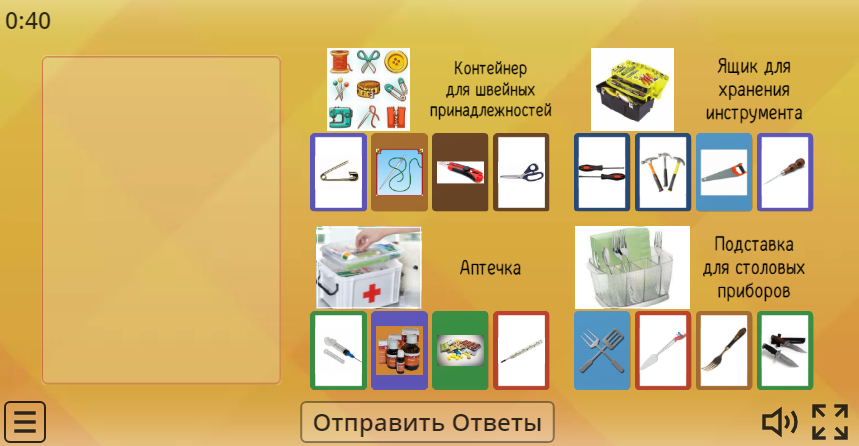 0:40
Контейнер
для швейных
принадлежностей
Ящик для
хранения
инструмента
Аптечка
Подставка
для столовых
приборов
Отправить Ответы